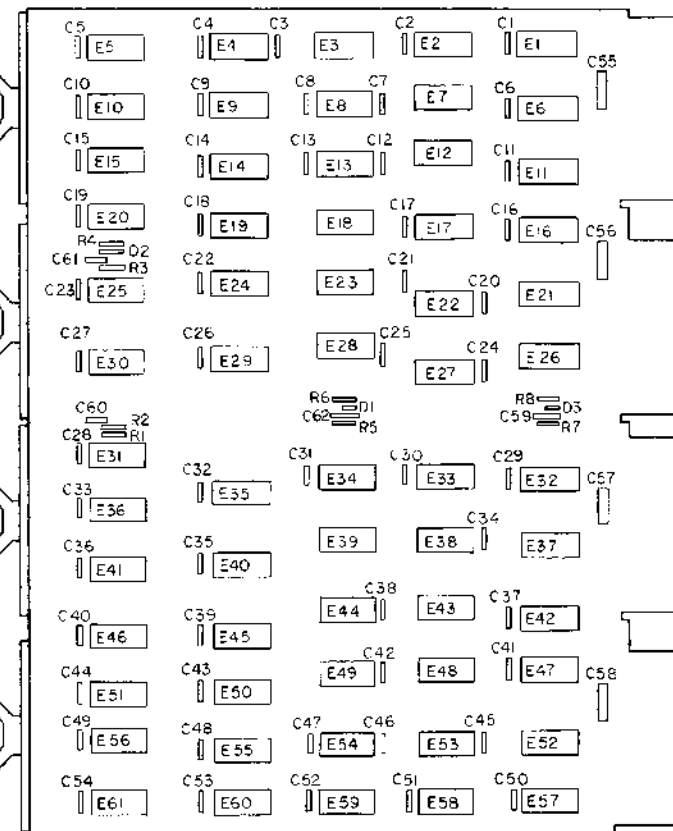 C5 C4 C3 C2 C1
E5 E4 E3 E2 E1
C55
C10 C9 C8 C7 C6
E10 E9 E8 E7 E6
C15 C14 C13 C12 C11
E15 E14 E13 E12 E11
C19 C18 C17 C16
E20 E19 E18 E17 E16
C56
R4 D2
C61 R3
C22 C21 C20
C23 E25 E24 E23 E22 E21
C27 C26 C25 C24
E30 E29 E28 E27 E26
R6 R8
D1 D3
C60 C62 C59
R2 R5 R7
R1
C28 C32 C31 C30 C29
E31 E35 E34 E33 E32
C57
C33 C34
E36 E39 E38 E37
C36 C35
E41 E40
C38 C37
E44 E43 E42
C40 C39 C42 C41
E46 E45 E49 E48 E47
C58
C44 C43
E51 E50
C49 C48 C47 C46 C45
E56 E55 E54 E53 E52
C54 C53 C52 C51 C50
E61 E60 E59 E58 E57